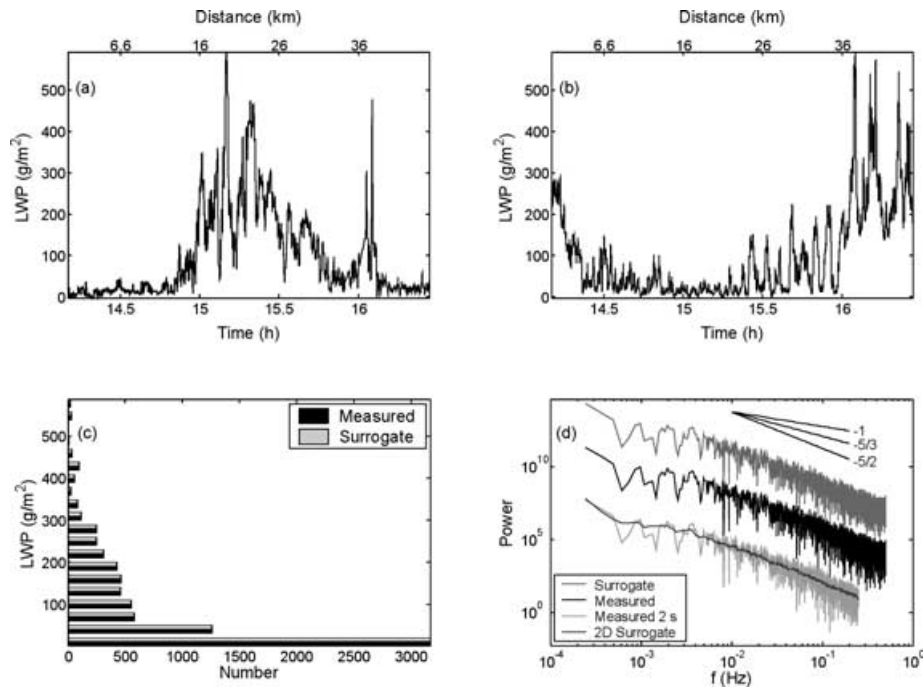 Distance (km)
6.6 16 26 36
(a)
500
400
300
200
100
0
LWP (g/m²)
14.5 15 15.5 16
Time (h)
Distance (km)
6.6 16 26 36
(b)
500
400
300
200
100
0
LWP (g/m²)
14.5 15 15.5 16
Time (h)
(c)
Measured
Surrogate
500
400
300
200
100
LWP (g/m²)
0 500 1000 1500 2000 2500 3000
Number
(d)
-1
-5/3
-5/2
10¹⁰
10⁵
10⁰
Power
Surrogate
Measured
Measured 2 s
2D Surrogate
10⁻⁴ 10⁻³ 10⁻² 10⁻¹ 10⁰
f (Hz)